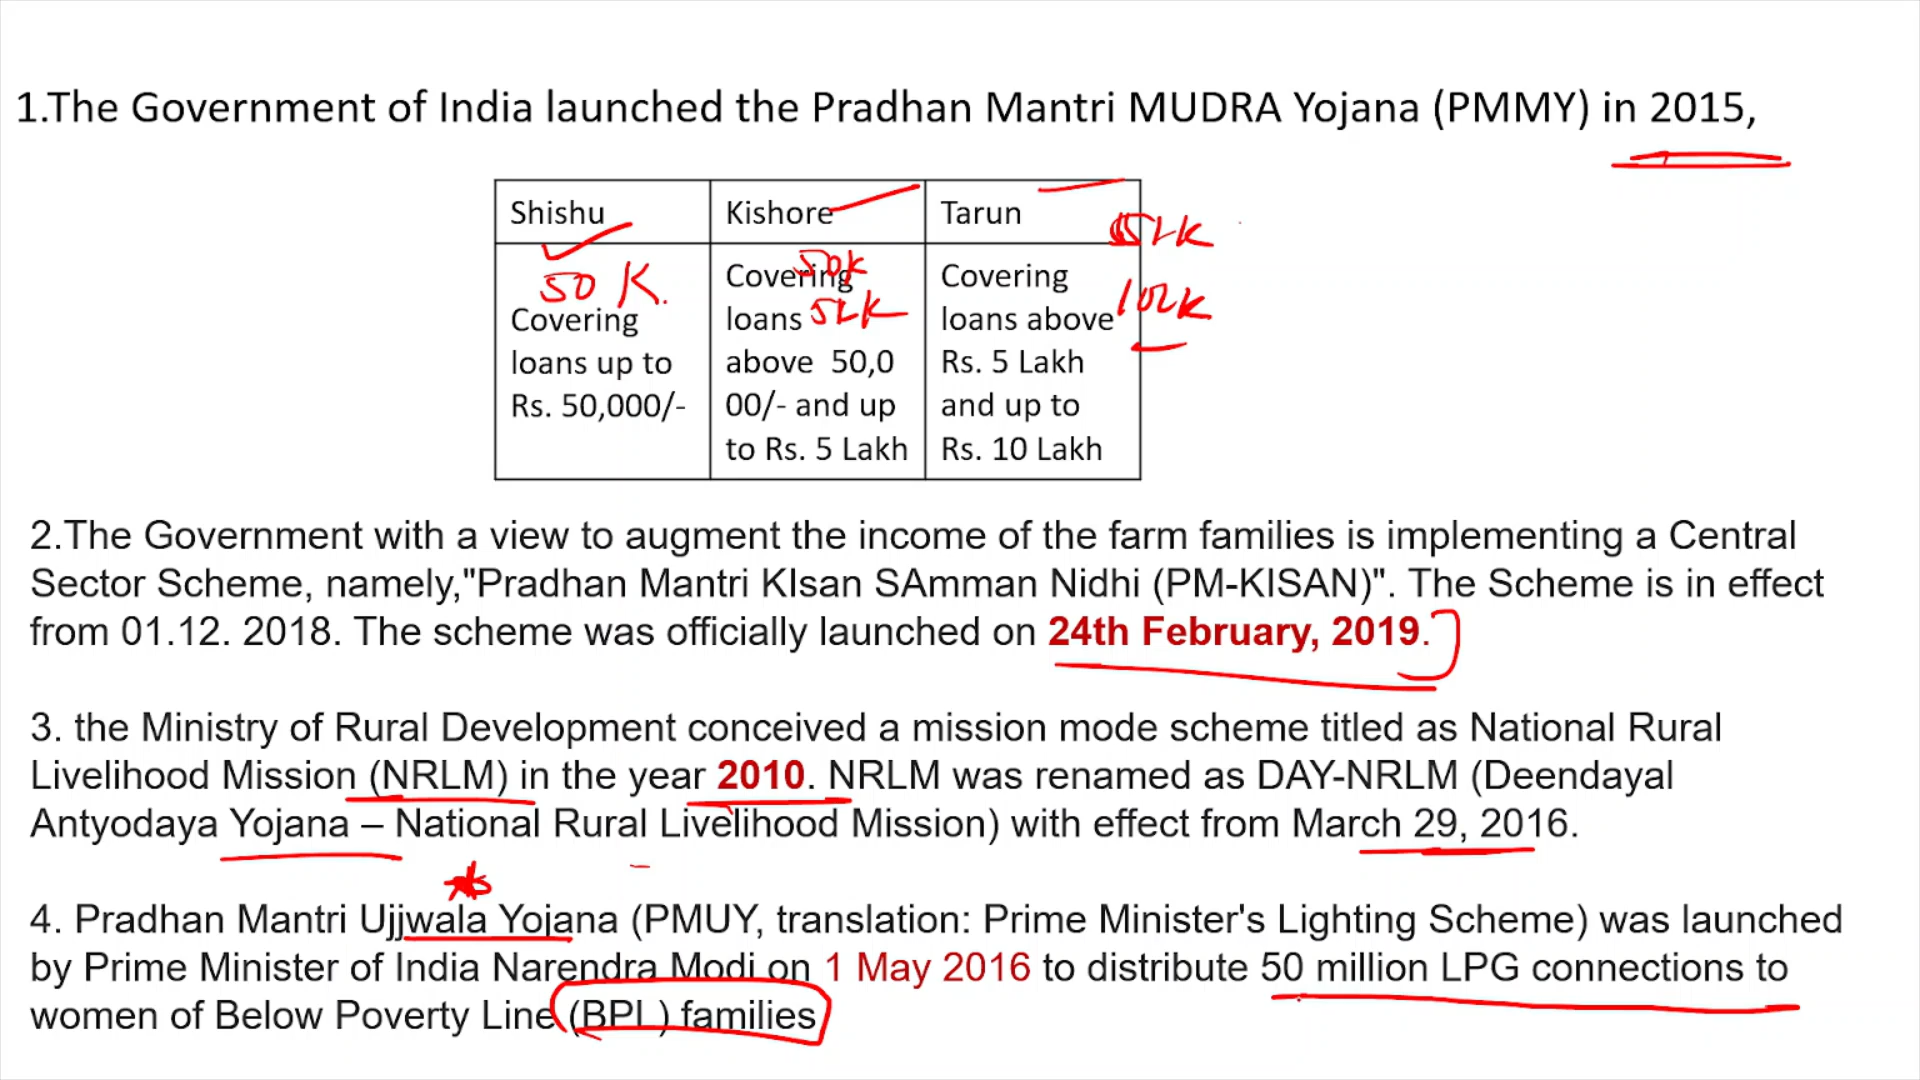 1.The Government of India launched the Pradhan Mantri MUDRA Yojana (PMMY) in 2015,
Shishu Kishore Tarun
5LK
50 K.
Covering
loans up to
Rs. 50,000/-
50K
Covering
loans 5LK
above 50,0
00/- and up
to Rs. 5 Lakh
Covering
loans above 10LK
Rs. 5 Lakh
and up to
Rs. 10 Lakh
2.The Government with a view to augment the income of the farm families is implementing a Central
Sector Scheme, namely,"Pradhan Mantri KIsan SAmman Nidhi (PM-KISAN)". The Scheme is in effect
from 01.12. 2018. The scheme was officially launched on 24th February, 2019.
3. the Ministry of Rural Development conceived a mission mode scheme titled as National Rural
Livelihood Mission (NRLM) in the year 2010. NRLM was renamed as DAY-NRLM (Deendayal
Antyodaya Yojana – National Rural Livelihood Mission) with effect from March 29, 2016.
4. Pradhan Mantri Ujjwala Yojana (PMUY, translation: Prime Minister's Lighting Scheme) was launched
by Prime Minister of India Narendra Modi on 1 May 2016 to distribute 50 million LPG connections to
women of Below Poverty Line (BPL) families